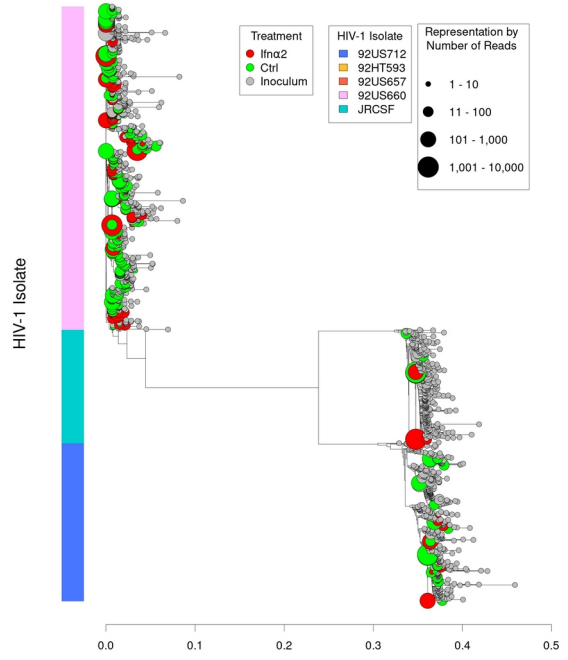 Treatment
Ifnα2
Ctrl
Inoculum
HIV-1 Isolate
92US712
92HT593
92US657
92US660
JRCSF
Representation by
Number of Reads
1 - 10
11 - 100
101 - 1,000
1,001 - 10,000
HIV-1 Isolate
0.0 0.1 0.2 0.3 0.4 0.5